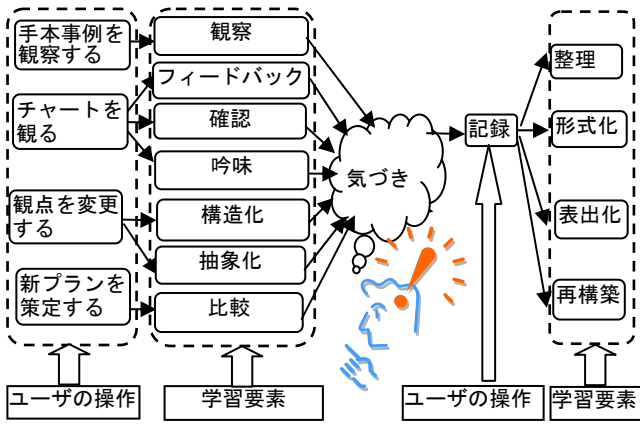 手本事例を
観察する
チャートを
観る
観点を変更
する
新プランを
策定する
観察
フィードバック
確認
吟味
構造化
抽象化
比較
気づき
記録
整理
形式化
表出化
再構築
ユーザの操作
学習要素
ユーザの操作
学習要素